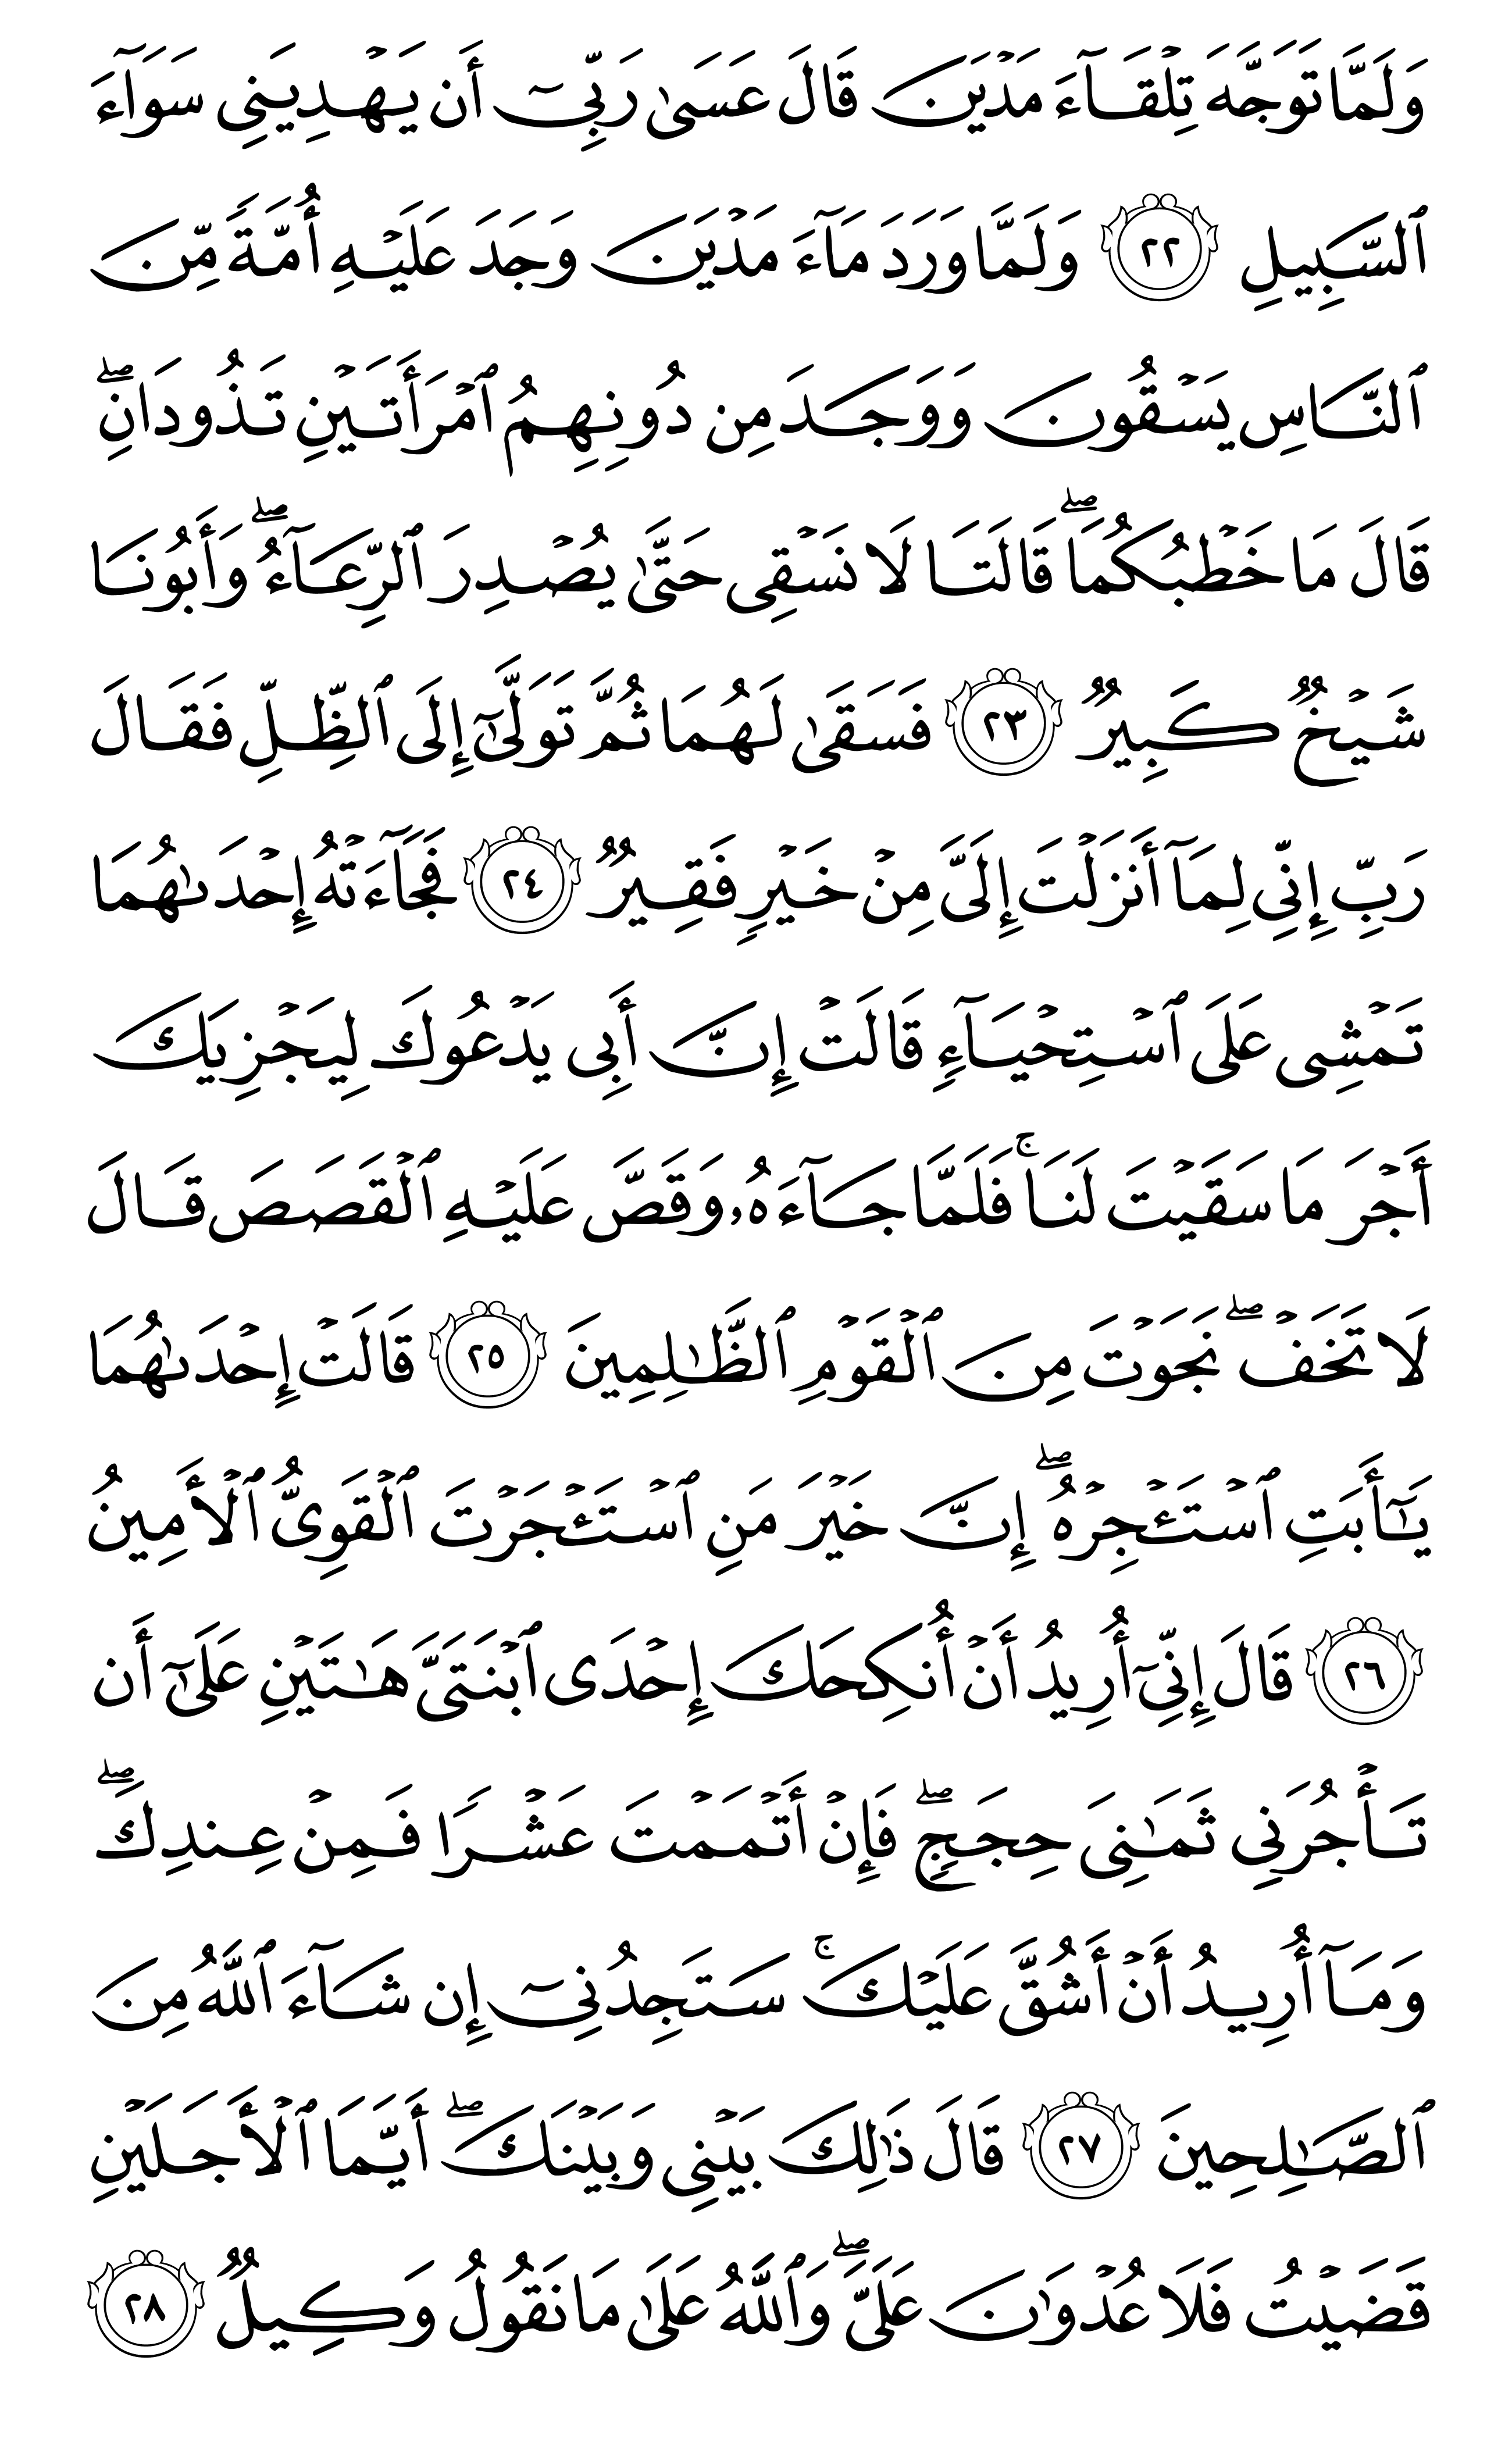 وَلَمَّا تَوَجَّهَ تِلْقَآءَ مَدْيَنَ قَالَ عَسَىٰ رَبِّىٓ أَن يَهْدِيَنِى سَوَآءَ
ٱلسَّبِيلِ ٢٢ وَلَمَّا وَرَدَ مَآءَ مَدْيَنَ وَجَدَ عَلَيْهِ أُمَّةً مِّنَ
ٱلنَّاسِ يَسْقُونَ وَوَجَدَ مِن دُونِهِمُ ٱمْرَأَتَيْنِ تَذُودَانِۖ
قَالَ مَا خَطْبُكُمَاۖ قَالَتَا لَا نَسْقِى حَتَّىٰ يُصْدِرَ ٱلرِّعَآءُۖ وَأَبُونَا
شَيْخٌ كَبِيرٌ ٢٣ فَسَقَىٰ لَهُمَا ثُمَّ تَوَلَّىٰٓ إِلَى ٱلظِّلِّ فَقَالَ
رَبِّ إِنِّى لِمَآ أَنزَلْتَ إِلَىَّ مِنْ خَيْرٍ فَقِيرٌ ٢٤ فَجَآءَتْهُ إِحْدَىٰهُمَا
تَمْشِى عَلَى ٱسْتِحْيَآءٍ قَالَتْ إِنَّ أَبِى يَدْعُوكَ لِيَجْزِيَكَ
أَجْرَ مَا سَقَيْتَ لَنَاۚ فَلَمَّا جَآءَهُۥ وَقَصَّ عَلَيْهِ ٱلْقَصَصَ قَالَ
لَا تَخَفْۖ نَجَوْتَ مِنَ ٱلْقَوْمِ ٱلظَّٰلِمِينَ ٢٥ قَالَتْ إِحْدَىٰهُمَا
يَٰٓأَبَتِ ٱسْتَـْٔجِرْهُۖ إِنَّ خَيْرَ مَنِ ٱسْتَـْٔجَرْتَ ٱلْقَوِىُّ ٱلْأَمِينُ
٢٦ قَالَ إِنِّىٓ أُرِيدُ أَنْ أُنكِحَكَ إِحْدَى ٱبْنَتَىَّ هَٰتَيْنِ عَلَىٰٓ أَن
تَأْجُرَنِى ثَمَٰنِىَ حِجَجٍۖ فَإِنْ أَتْمَمْتَ عَشْرًا فَمِنْ عِندِكَۖ
وَمَآ أُرِيدُ أَنْ أَشُقَّ عَلَيْكَۚ سَتَجِدُنِىٓ إِن شَآءَ ٱللَّهُ مِنَ
ٱلصَّٰلِحِينَ ٢٧ قَالَ ذَٰلِكَ بَيْنِى وَبَيْنَكَۖ أَيَّمَا ٱلْأَجَلَيْنِ
قَضَيْتُ فَلَا عُدْوَٰنَ عَلَىَّۖ وَٱللَّهُ عَلَىٰ مَا نَقُولُ وَكِيلٌ ٢٨